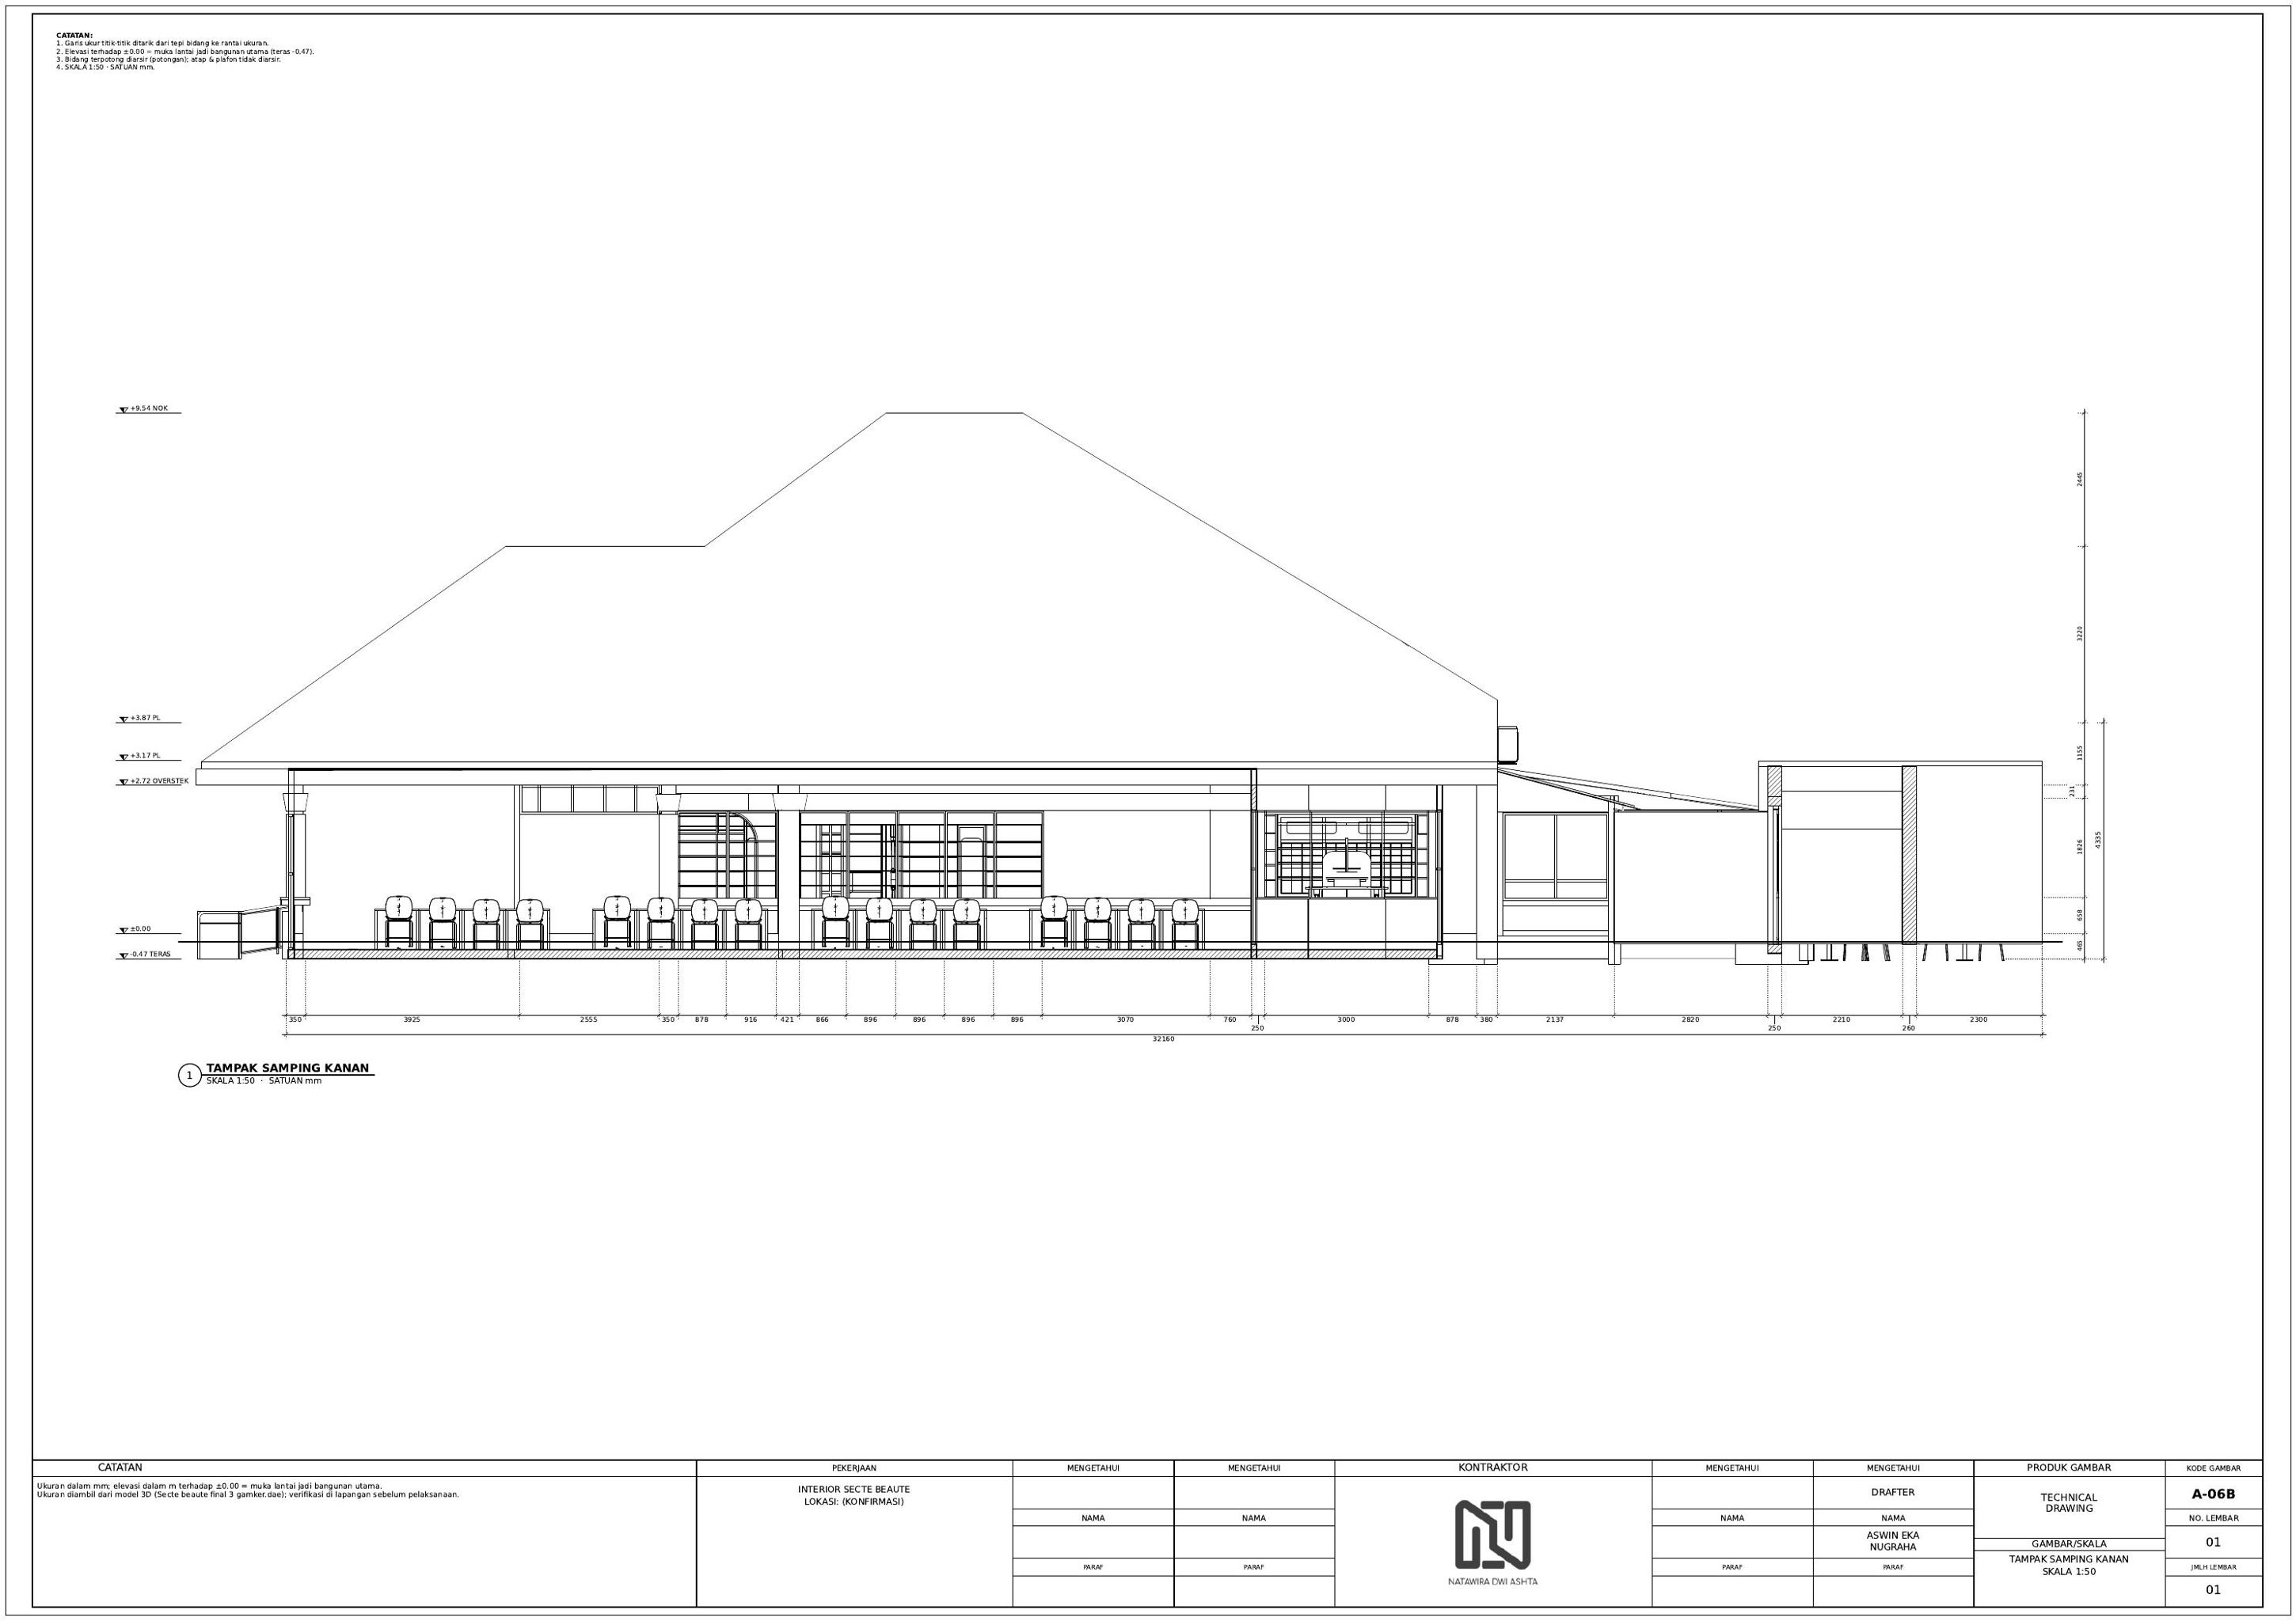 CATATAN:
1. Garis ukur titik-titik ditarik dari tepi bidang ke rantai ukuran.
2. Elevasi terhadap ±0.00 = muka lantai jadi bangunan utama (teras -0.47).
3. Bidang terpotong diarsir (potongan); atap & plafon tidak diarsir.
4. SKALA 1:50 · SATUAN mm.
+9.54 NOK
2445
3220
+3.87 PL
+3.17 PL
1155
+2.72 OVERSTEK
231
1826
4335
658
±0.00
465
-0.47 TERAS
350 3925 2555 350 878 916 421 866 896 896 896 896 3070 760 3000 878 380 2137 2820 2210 2300
250 250 260
32160
1 TAMPAK SAMPING KANAN
SKALA 1:50 · SATUAN mm
CATATAN
Ukuran dalam mm; elevasi dalam m terhadap ±0.00 = muka lantai jadi bangunan utama.
Ukuran diambil dari model 3D (Secte beaute final 3 gamker.dae); verifikasi di lapangan sebelum pelaksanaan.
PEKERJAAN
INTERIOR SECTE BEAUTE
LOKASI: (KONFIRMASI)
MENGETAHUI
NAMA
PARAF
MENGETAHUI
NAMA
PARAF
KONTRAKTOR
NATAWIRA DWI ASHTA
MENGETAHUI
NAMA
PARAF
MENGETAHUI
DRAFTER
NAMA
ASWIN EKA
NUGRAHA
PARAF
PRODUK GAMBAR
TECHNICAL
DRAWING
GAMBAR/SKALA
TAMPAK SAMPING KANAN
SKALA 1:50
KODE GAMBAR
A-06B
NO. LEMBAR
01
JMLH LEMBAR
01